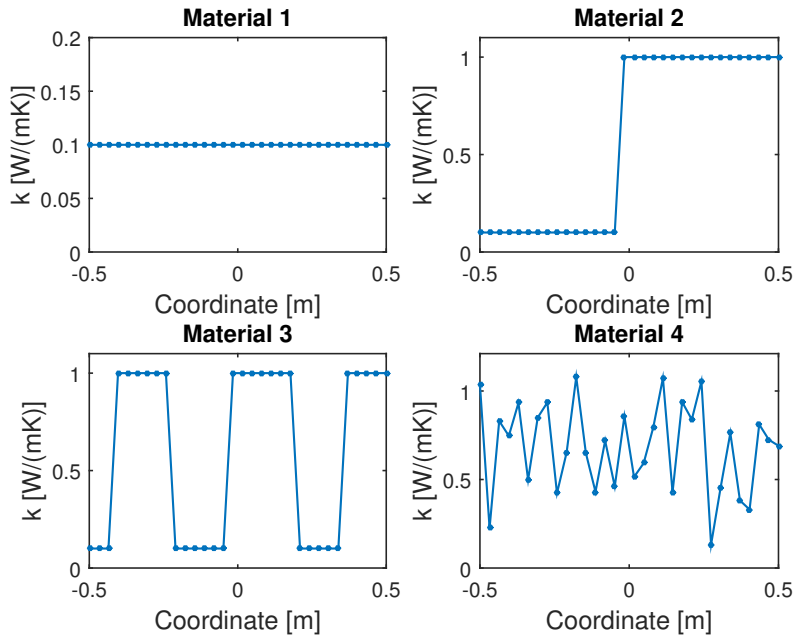 Material 1
0.2
0.15
0.1
0.05
0
k [W/(mK)]
-0.5 0 0.5
Coordinate [m]
Material 2
1
0.5
0
k [W/(mK)]
-0.5 0 0.5
Coordinate [m]
Material 3
1
0.5
0
k [W/(mK)]
-0.5 0 0.5
Coordinate [m]
Material 4
1
0.5
0
k [W/(mK)]
-0.5 0 0.5
Coordinate [m]